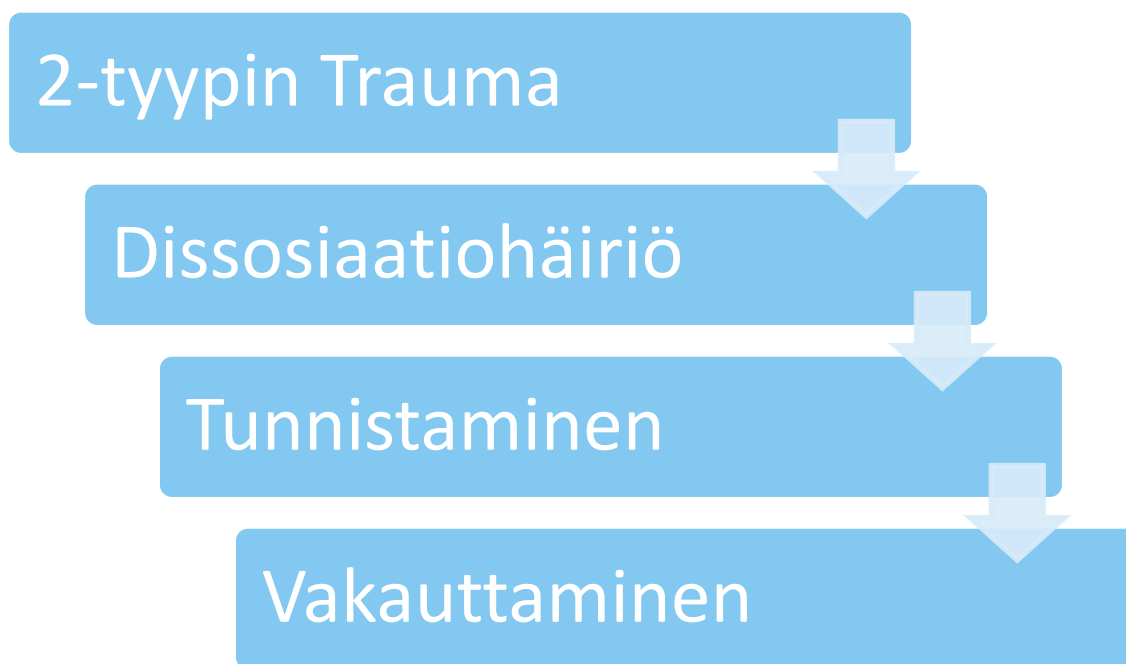 2-tyypin Trauma
Dissosiaatiohäiriö
Tunnistaminen
Vakauttaminen